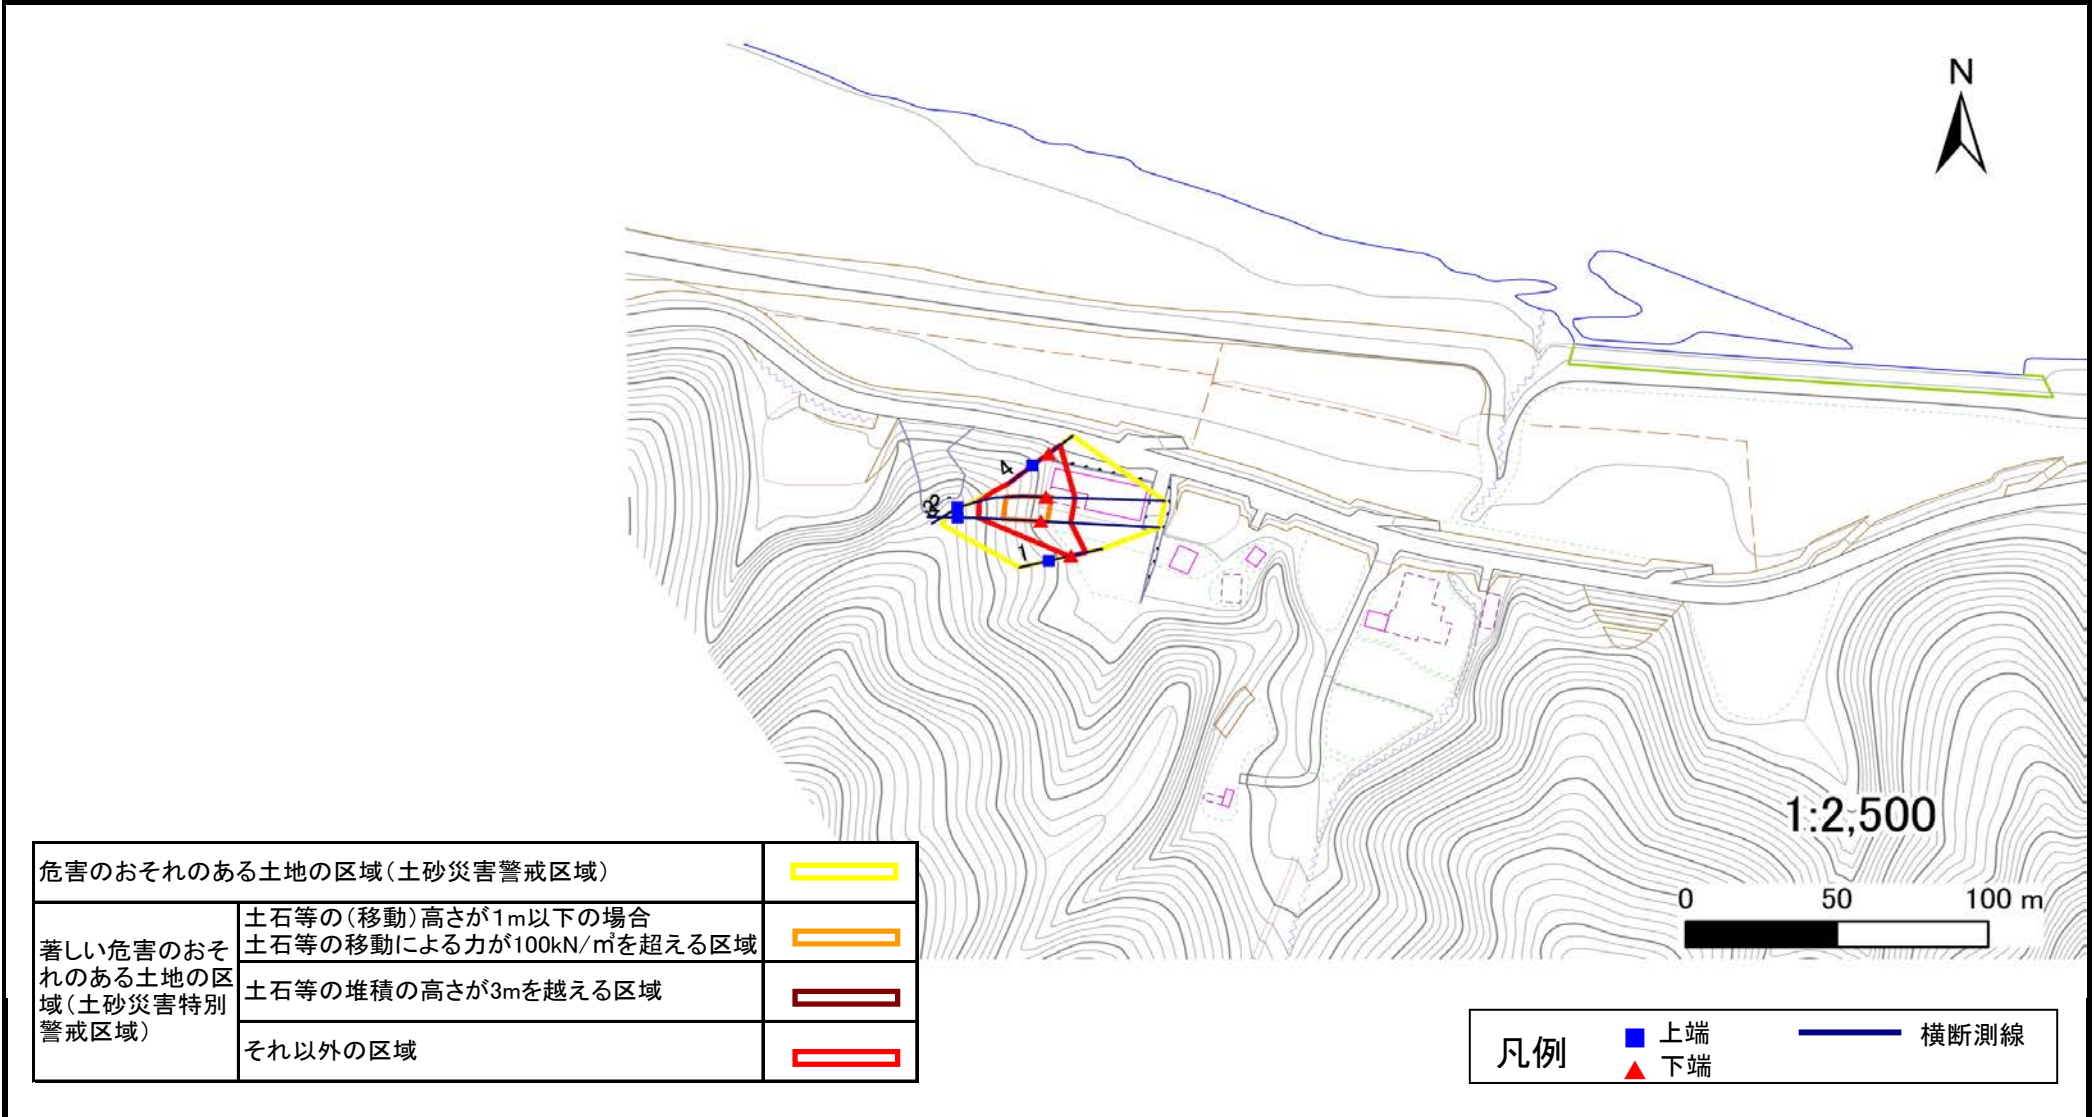 N
4
3
2
1
1:2,500
0 50 100 m
危害のおそれのある土地の区域(土砂災害警戒区域)
著しい危害のおそ
れのある土地の区
域(土砂災害特別
警戒区域)
土石等の(移動)高さが1m以下の場合
土石等の移動による力が100kN/㎡を超える区域
土石等の堆積の高さが3mを越える区域
それ以外の区域
凡例
上端
下端
横断測線